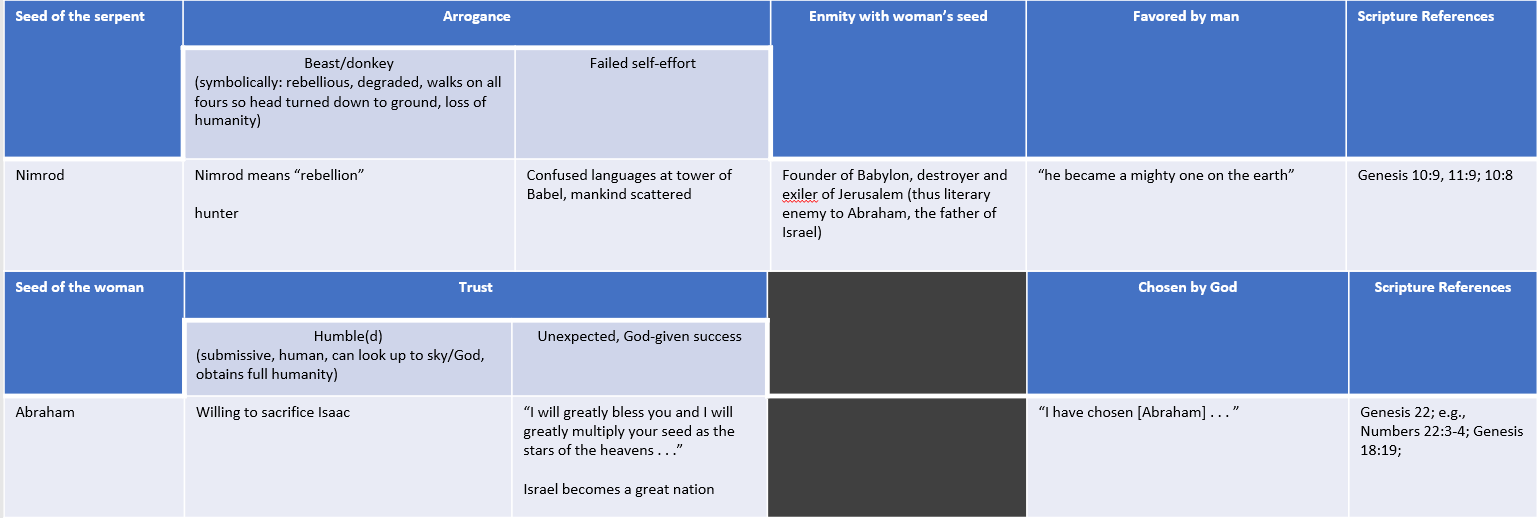 Seed of the serpent
Arrogance
Enmity with woman’s seed
Favored by man
Scripture References
Beast/donkey
(symbolically: rebellious, degraded, walks on all
fours so head turned down to ground, loss of
humanity)
Failed self-effort
Nimrod
Nimrod means “rebellion”
hunter
Confused languages at tower of
Babel, mankind scattered
Founder of Babylon, destroyer and
exiler of Jerusalem (thus literary
enemy to Abraham, the father of
Israel)
“he became a mighty one on the earth”
Genesis 10:9, 11:9; 10:8
Seed of the woman
Trust
Chosen by God
Scripture References
Humble(d)
(submissive, human, can look up to sky/God,
obtains full humanity)
Unexpected, God-given success
Abraham
Willing to sacrifice Isaac
“I will greatly bless you and I will
greatly multiply your seed as the
stars of the heavens . . .”
Israel becomes a great nation
“I have chosen [Abraham] . . . ”
Genesis 22; e.g.,
Numbers 22:3-4; Genesis
18:19;